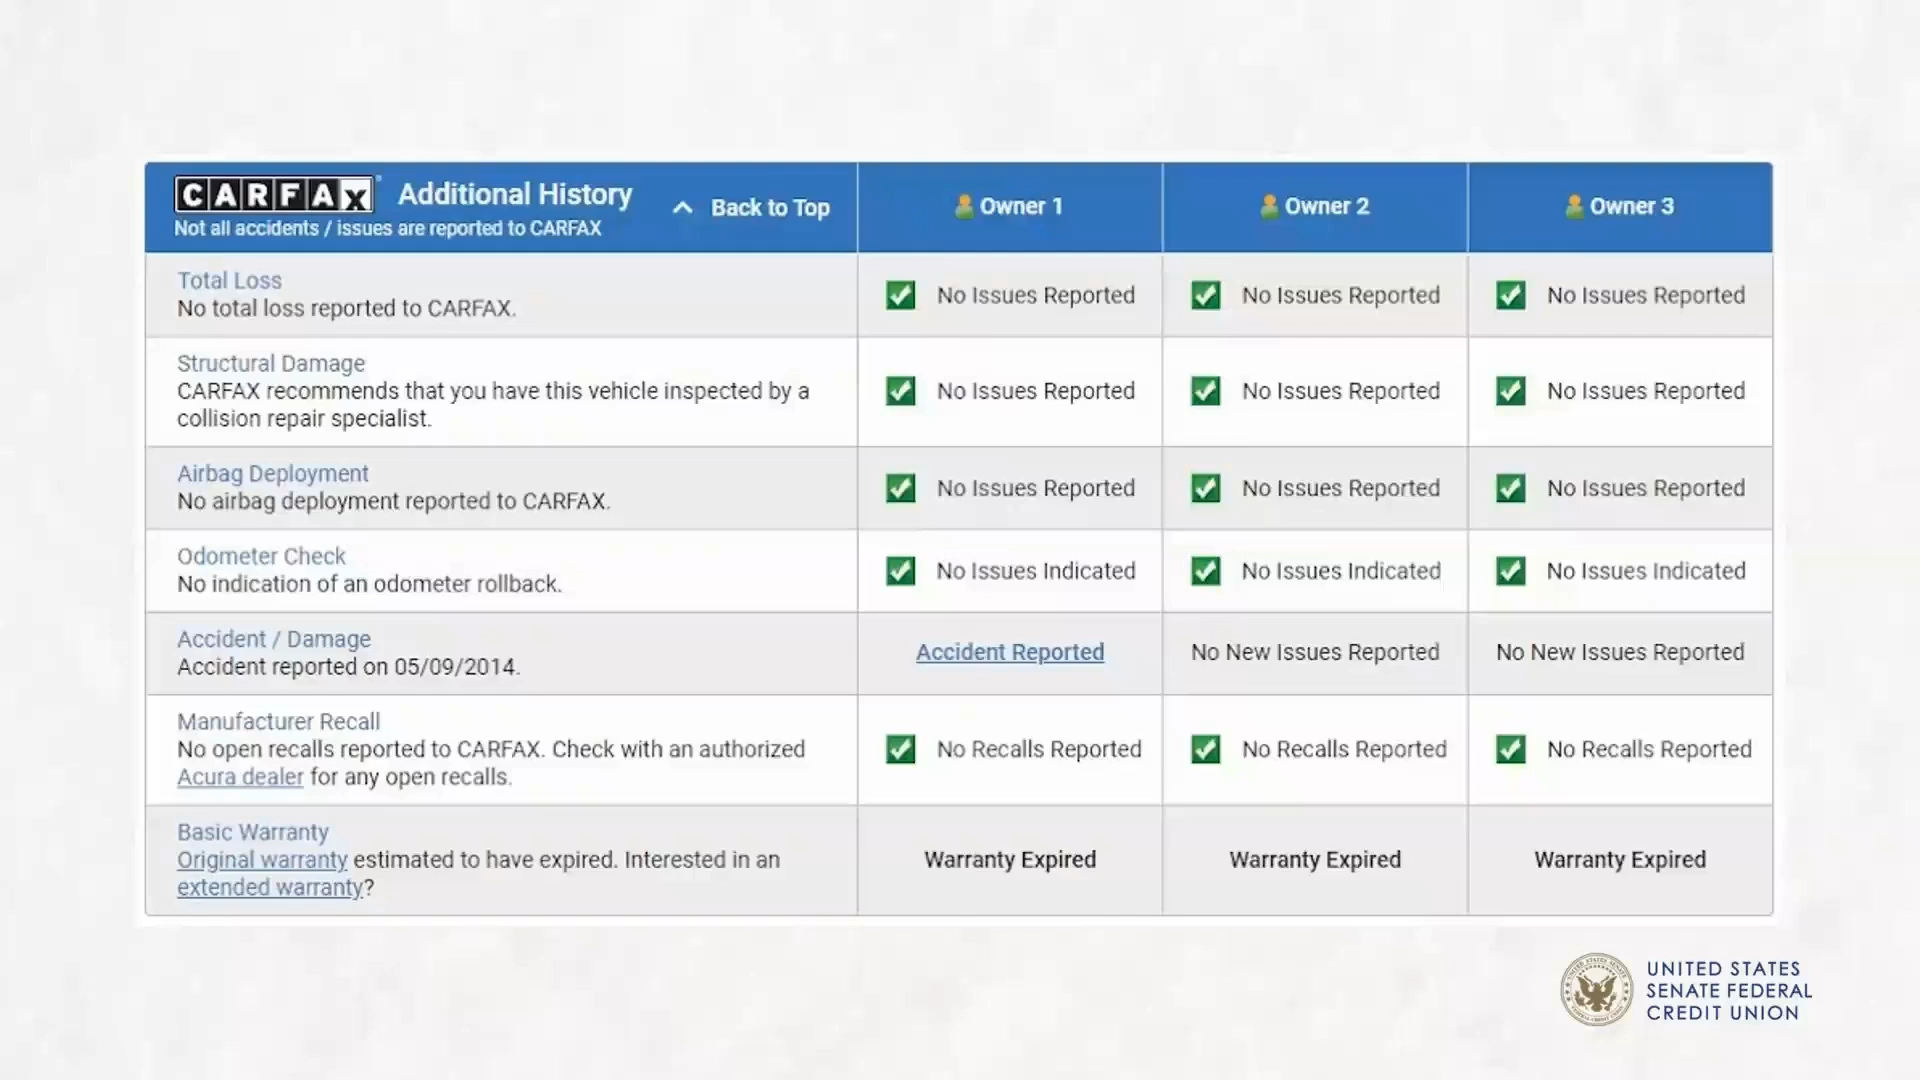 CARFAX Additional History
Not all accidents / issues are reported to CARFAX
Back to Top
Owner 1
Owner 2
Owner 3
Total Loss
No total loss reported to CARFAX.
No Issues Reported
No Issues Reported
No Issues Reported
Structural Damage
CARFAX recommends that you have this vehicle inspected by a
collision repair specialist.
No Issues Reported
No Issues Reported
No Issues Reported
Airbag Deployment
No airbag deployment reported to CARFAX.
No Issues Reported
No Issues Reported
No Issues Reported
Odometer Check
No indication of an odometer rollback.
No Issues Indicated
No Issues Indicated
No Issues Indicated
Accident / Damage
Accident reported on 05/09/2014.
Accident Reported
No New Issues Reported
No New Issues Reported
Manufacturer Recall
No open recalls reported to CARFAX. Check with an authorized
Acura dealer for any open recalls.
No Recalls Reported
No Recalls Reported
No Recalls Reported
Basic Warranty
Original warranty estimated to have expired. Interested in an
extended warranty?
Warranty Expired
Warranty Expired
Warranty Expired
UNITED STATES
SENATE FEDERAL
CREDIT UNION